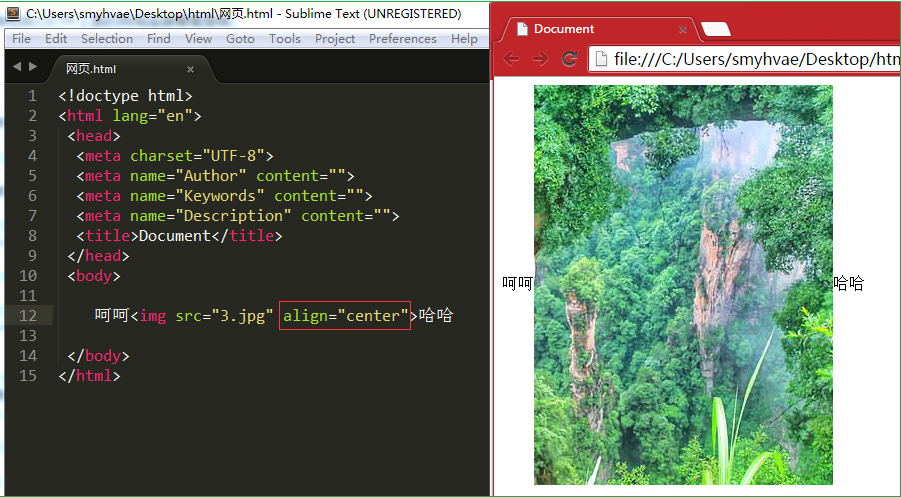 C:\Users\smyhvae\Desktop\html\网页.html - Sublime Text (UNREGISTERED)
File Edit Selection Find View Goto Tools Project Preferences Help
网页.html ×
1 <!doctype html>
2 <html lang="en">
3 <head>
4 <meta charset="UTF-8">
5 <meta name="Author" content="">
6 <meta name="Keywords" content="">
7 <meta name="Description" content="">
8 <title>Document</title>
9 </head>
10 <body>
11
12 呵呵<img src="3.jpg" align="center">哈哈
13
14 </body>
15 </html>
Document ×
file:///C:/Users/smyhvae/Desktop/htm
呵呵 哈哈